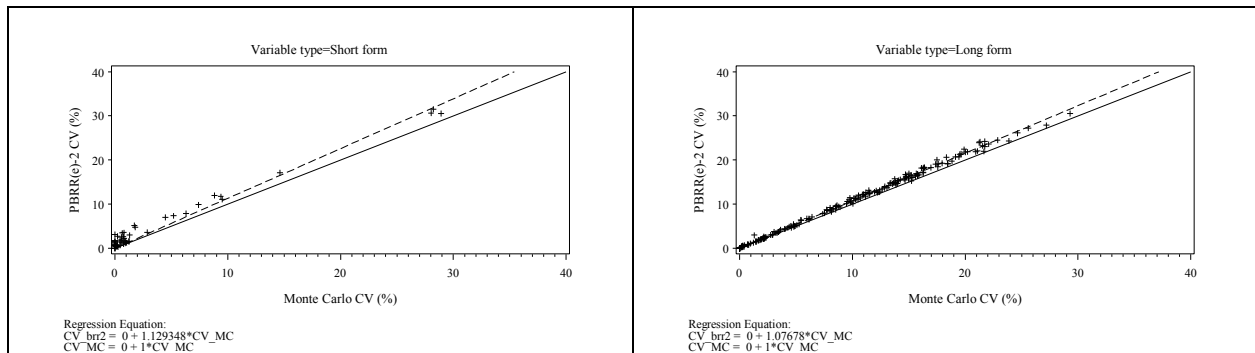 Variable type=Short form
PBRR(e)-2 CV (%)
40
30
20
10
0
0 10 20 30 40
Monte Carlo CV (%)
Regression Equation:
CV_brr2 = 0 + 1.129348*CV_MC
CV_MC = 0 + 1*CV_MC
Variable type=Long form
PBRR(e)-2 CV (%)
40
30
20
10
0
0 10 20 30 40
Monte Carlo CV (%)
Regression Equation:
CV_brr2 = 0 + 1.07678*CV_MC
CV_MC = 0 + 1*CV_MC